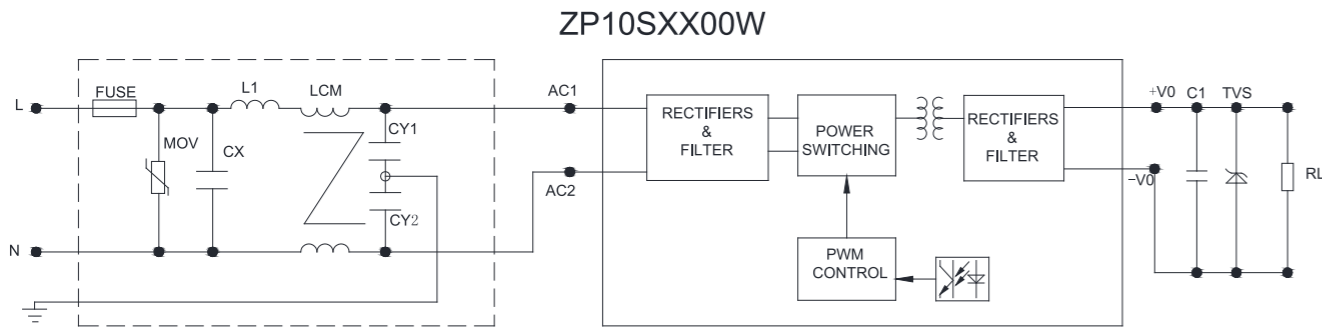 ZP10SXX00W
FUSE
L1
LCM
L
AC1
+V0
C1
TVS
MOV
CX
CY1
RECTIFIERS
&
FILTER
POWER
SWITCHING
RECTIFIERS
&
FILTER
AC2
−V0
RL
CY2
N
PWM
CONTROL